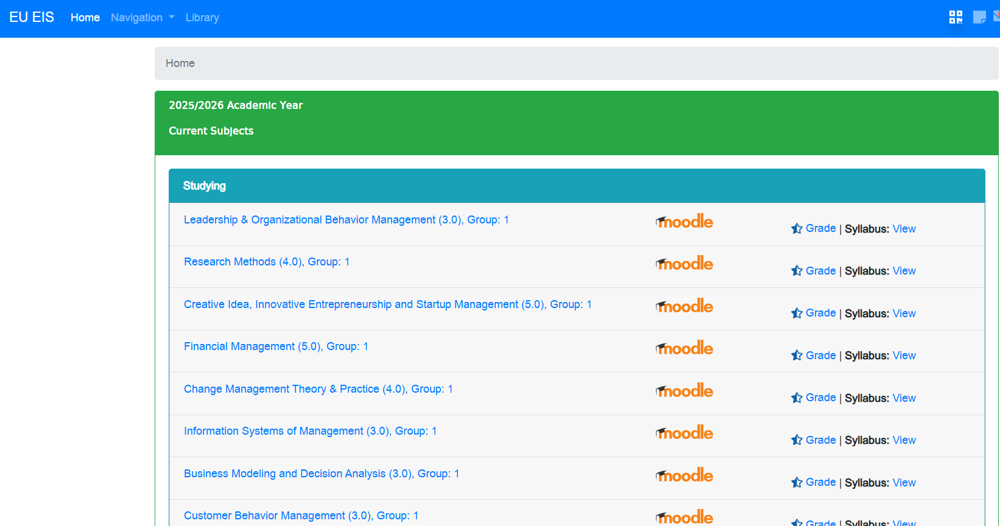 EU EIS Home Navigation Library
Home
2025/2026 Academic Year
Current Subjects
Studying
Leadership & Organizational Behavior Management (3.0), Group: 1 moodle Grade | Syllabus: View
Research Methods (4.0), Group: 1 moodle Grade | Syllabus: View
Creative Idea, Innovative Entrepreneurship and Startup Management (5.0), Group: 1 moodle Grade | Syllabus: View
Financial Management (5.0), Group: 1 moodle Grade | Syllabus: View
Change Management Theory & Practice (4.0), Group: 1 moodle Grade | Syllabus: View
Information Systems of Management (3.0), Group: 1 moodle Grade | Syllabus: View
Business Modeling and Decision Analysis (3.0), Group: 1 moodle Grade | Syllabus: View
Customer Behavior Management (3.0), Group: 1 moodle Grade | Syllabus: View